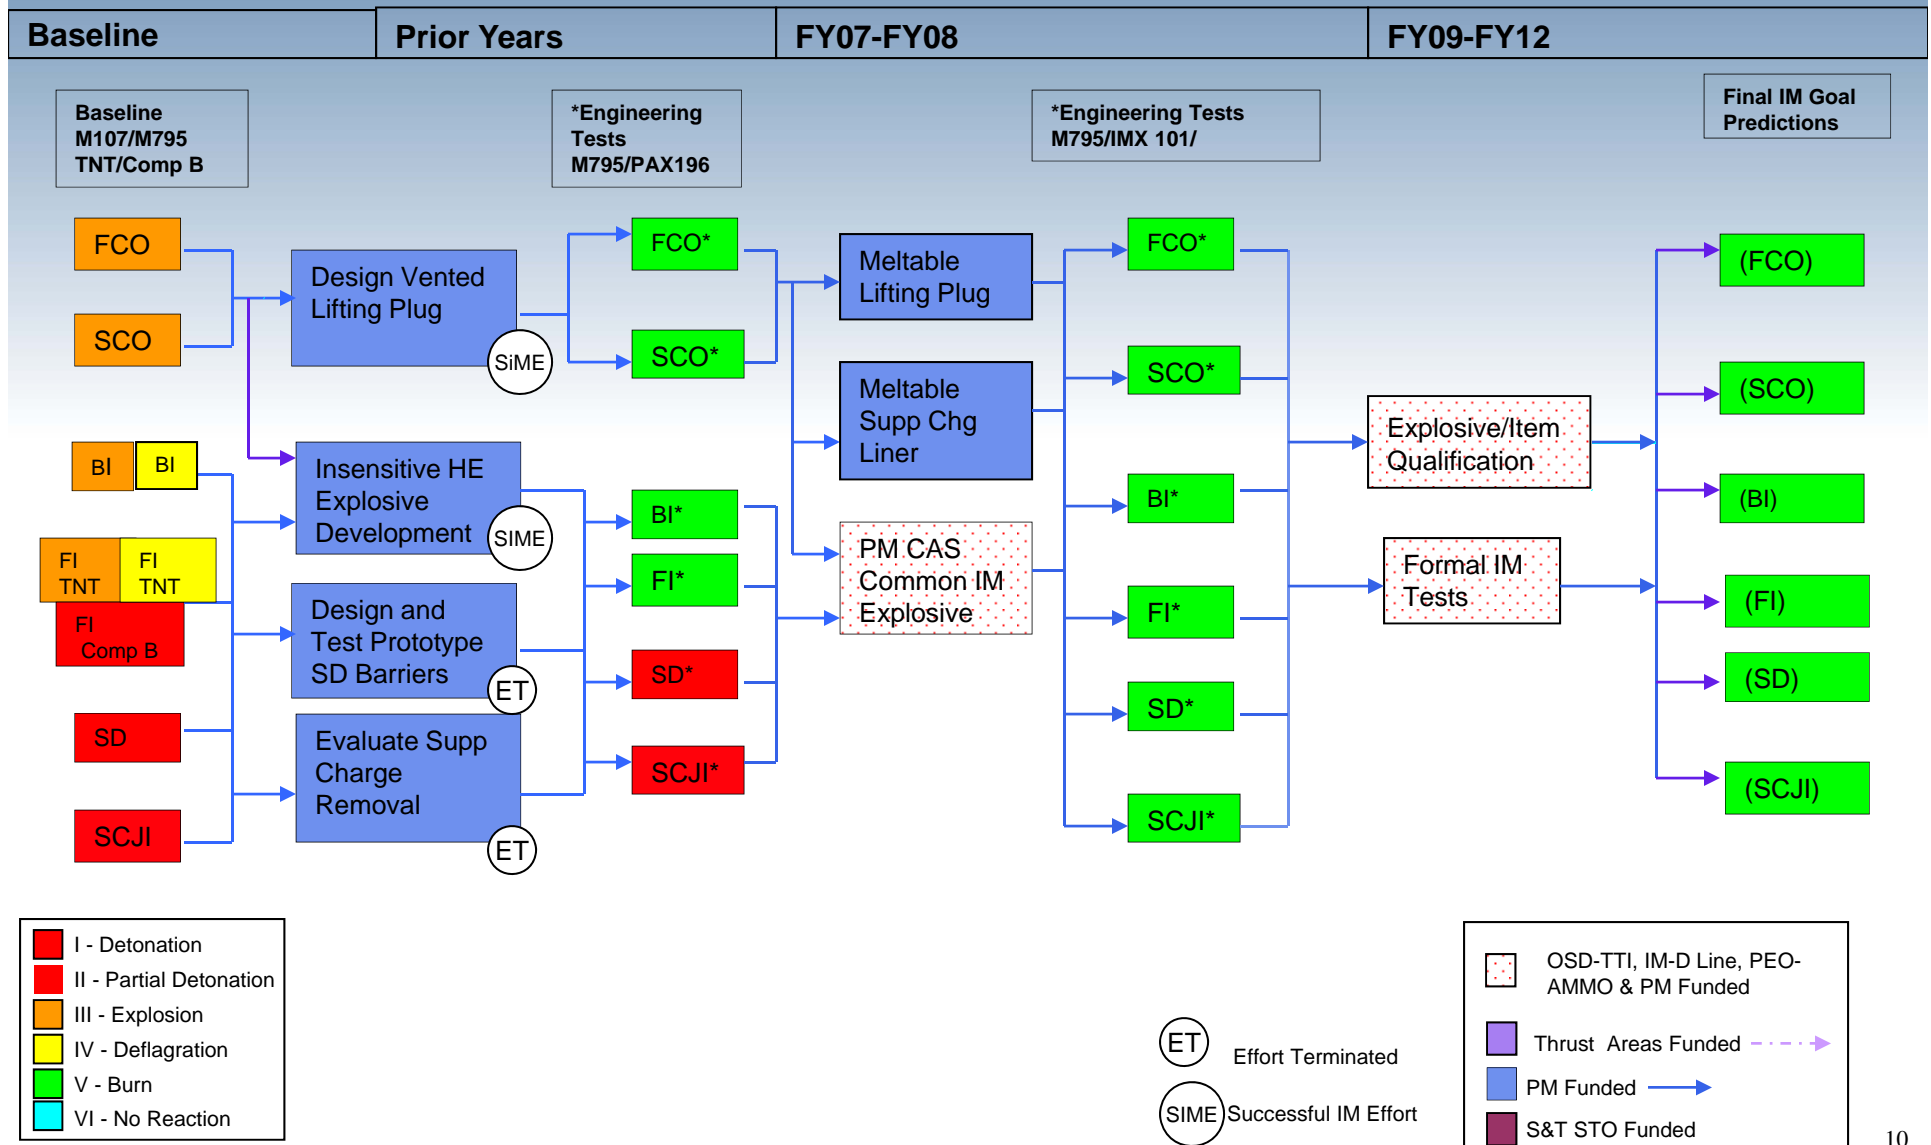 Baseline
Prior Years
FY07-FY08
FY09-FY12
Baseline
M107/M795
TNT/Comp B
*Engineering
Tests
M795/PAX196
*Engineering Tests
M795/IMX 101/
Final IM Goal
Predictions
FCO
SCO
BI
BI
FI
TNT
FI
TNT
FI
Comp B
SD
SCJI
Design Vented
Lifting Plug
SiME
Insensitive HE
Explosive
Development
SIME
Design and
Test Prototype
SD Barriers
ET
Evaluate Supp
Charge
Removal
ET
FCO*
SCO*
BI*
FI*
SD*
SCJI*
Meltable
Lifting Plug
Meltable
Supp Chg
Liner
PM CAS
Common IM
Explosive
FCO*
SCO*
BI*
FI*
SD*
SCJI*
Explosive/Item
Qualification
Formal IM
Tests
(FCO)
(SCO)
(BI)
(FI)
(SD)
(SCJI)
I - Detonation
II - Partial Detonation
III - Explosion
IV - Deflagration
V - Burn
VI - No Reaction
ET
Effort Terminated
SIME
Successful IM Effort
OSD-TTI, IM-D Line, PEO-
AMMO & PM Funded
Thrust Areas Funded
PM Funded
S&T STO Funded
10